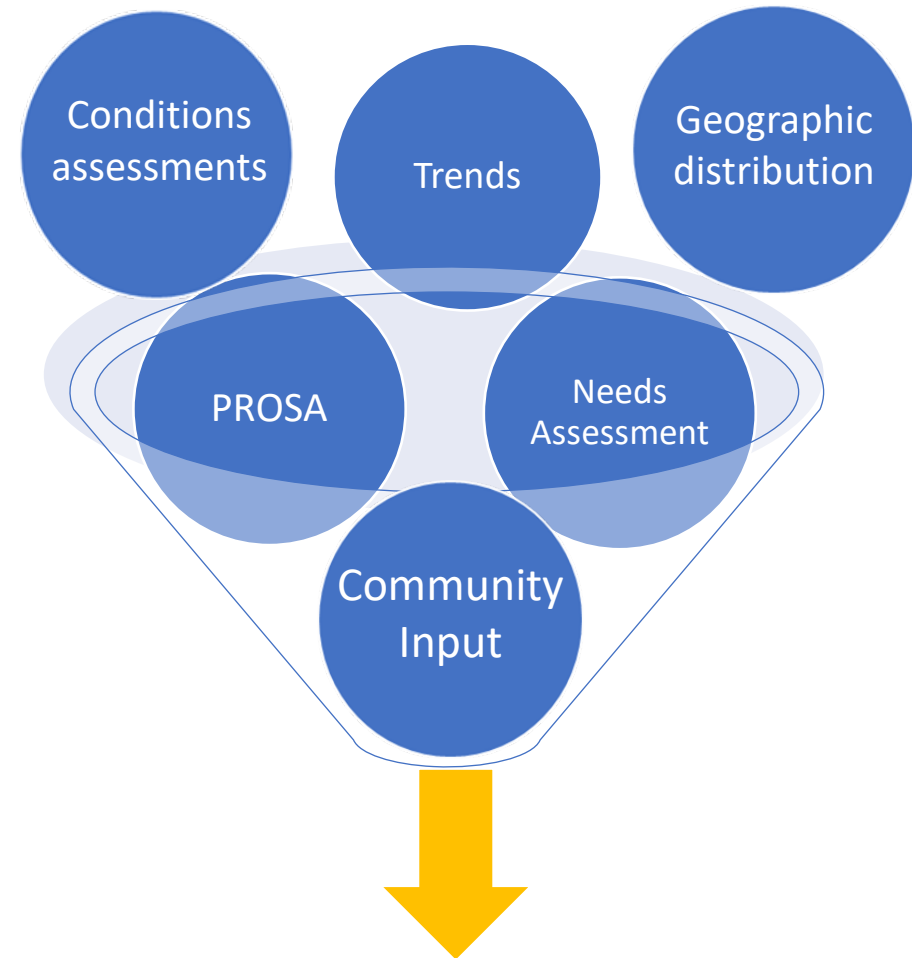 Conditions
assessments
Trends
Geographic
distribution
PROSA
Needs
Assessment
Community
Input